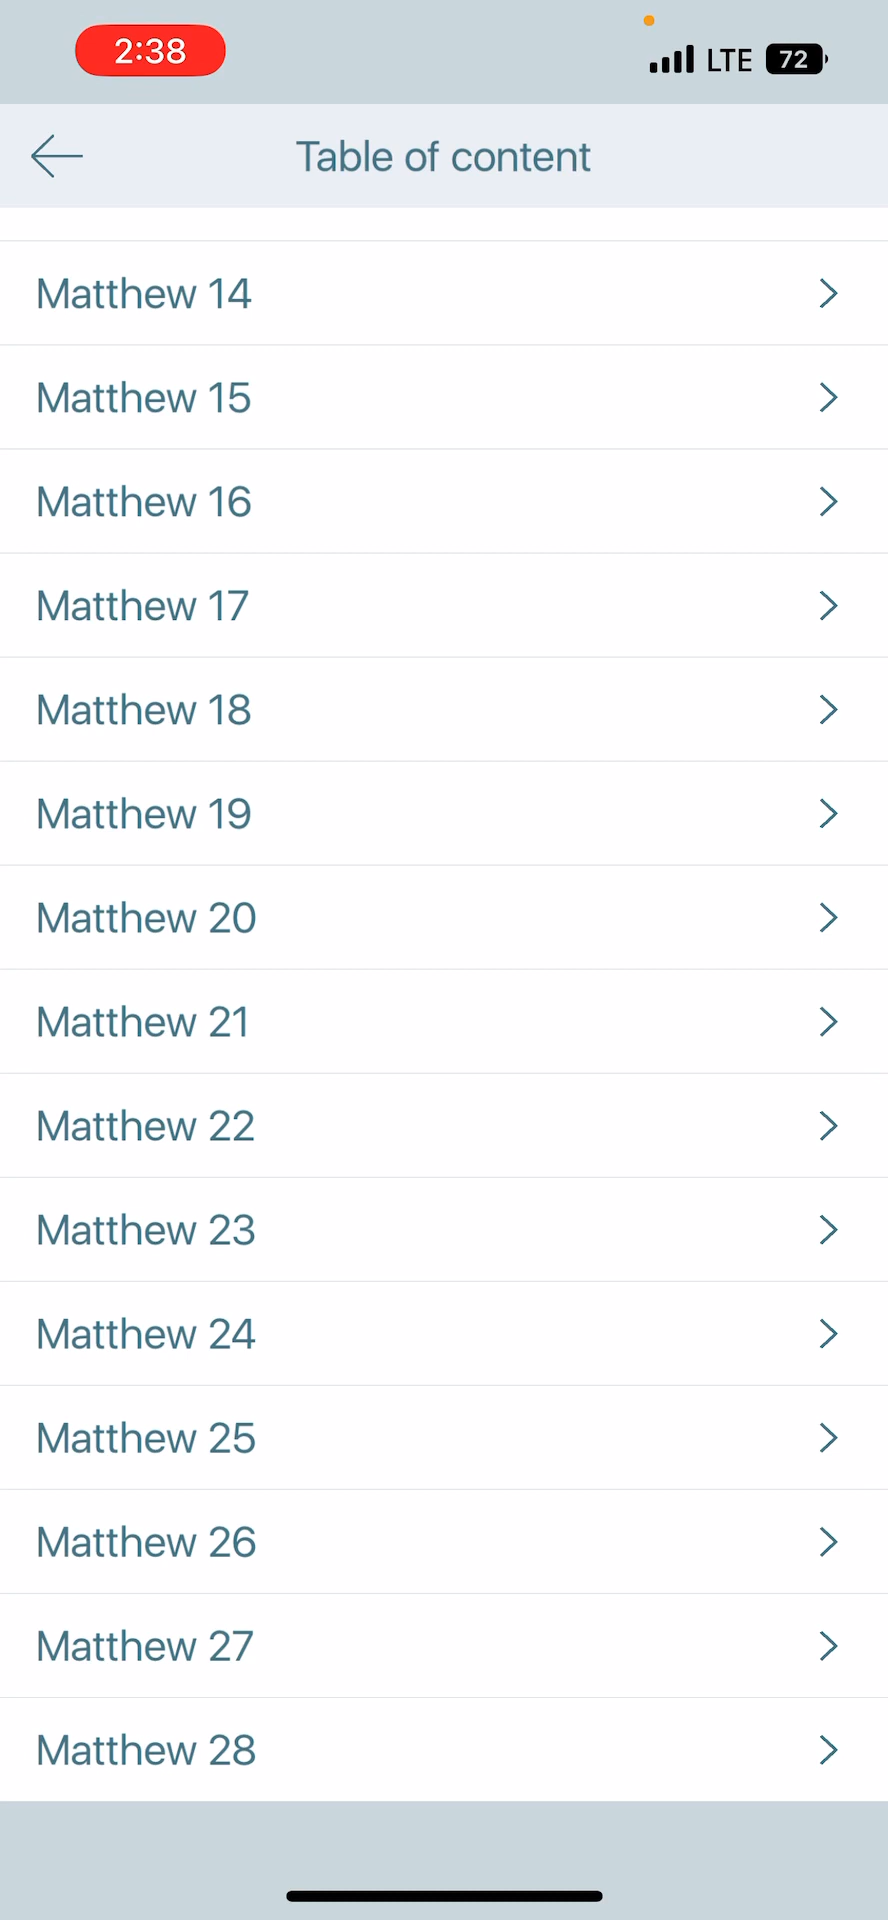 2:38
LTE 72
Table of content
Matthew 14
Matthew 15
Matthew 16
Matthew 17
Matthew 18
Matthew 19
Matthew 20
Matthew 21
Matthew 22
Matthew 23
Matthew 24
Matthew 25
Matthew 26
Matthew 27
Matthew 28